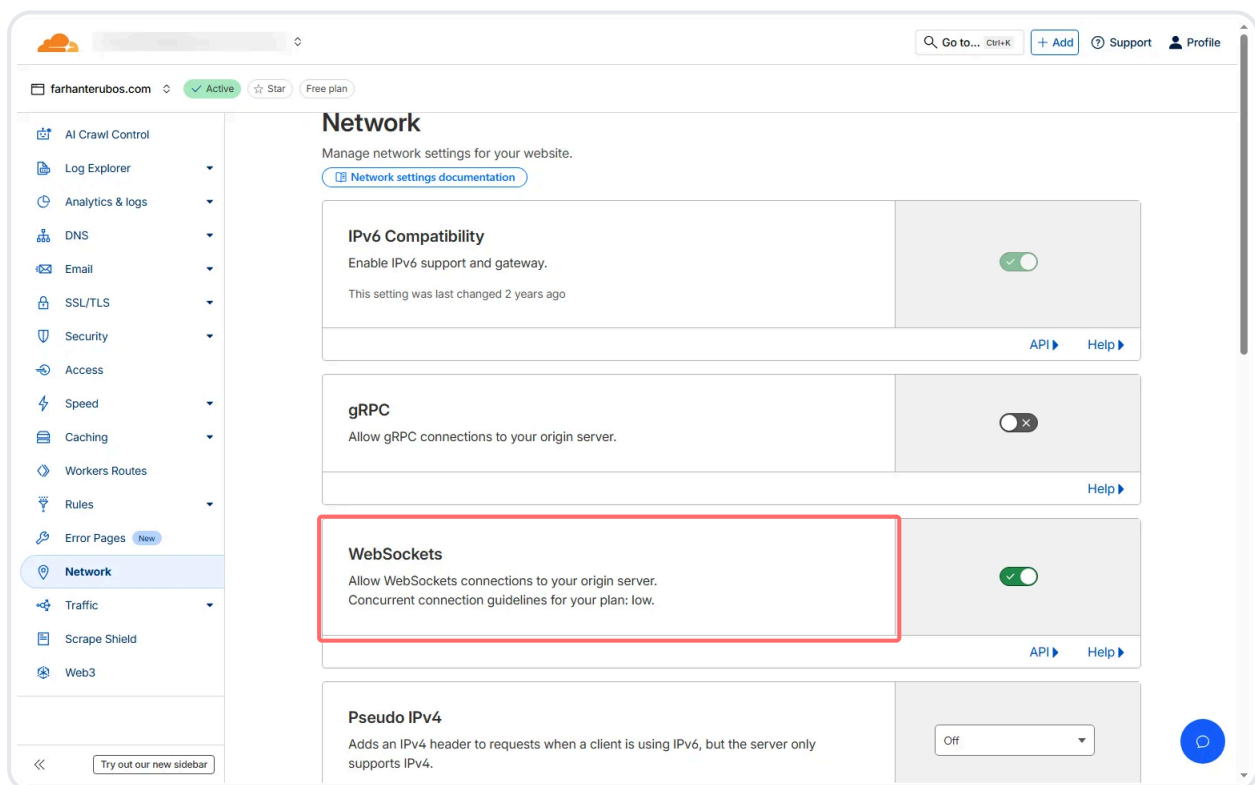 Go to... Ctrl+K
+ Add
Support
Profile
farhanterubos.com
Active
Star
Free plan
AI Crawl Control
Log Explorer
Analytics & logs
DNS
Email
SSL/TLS
Security
Access
Speed
Caching
Workers Routes
Rules
Error Pages New
Network
Traffic
Scrape Shield
Web3
Try out our new sidebar
Network
Manage network settings for your website.
Network settings documentation
IPv6 Compatibility
Enable IPv6 support and gateway.
This setting was last changed 2 years ago
API
Help
gRPC
Allow gRPC connections to your origin server.
Help
WebSockets
Allow WebSockets connections to your origin server.
Concurrent connection guidelines for your plan: low.
API
Help
Pseudo IPv4
Adds an IPv4 header to requests when a client is using IPv6, but the server only
supports IPv4.
Off